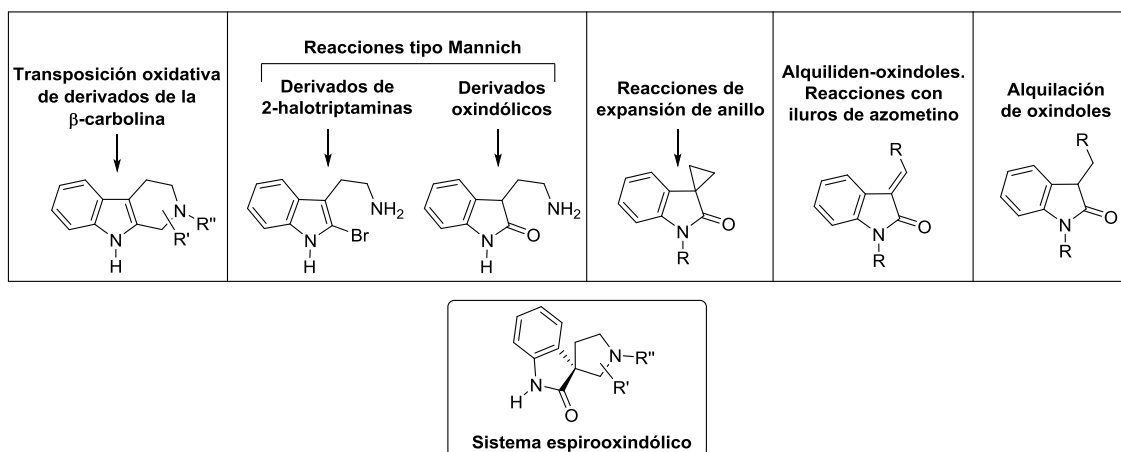 Reacciones tipo Mannich
Transposición oxidativa
de derivados de la
β-carbolina
Derivados de
2-halotriptaminas
Derivados
oxindólicos
Reacciones de
expansión de anillo
Alquiliden-oxindoles.
Reacciones con
iluros de azometino
Alquilación
de oxindoles
N
R''
R'
N
H
NH2
Br
N
H
NH2
O
N
H
O
N
R
R
O
N
R
R
O
N
R
N
R''
R'
N
H
O
Sistema espirooxindólico